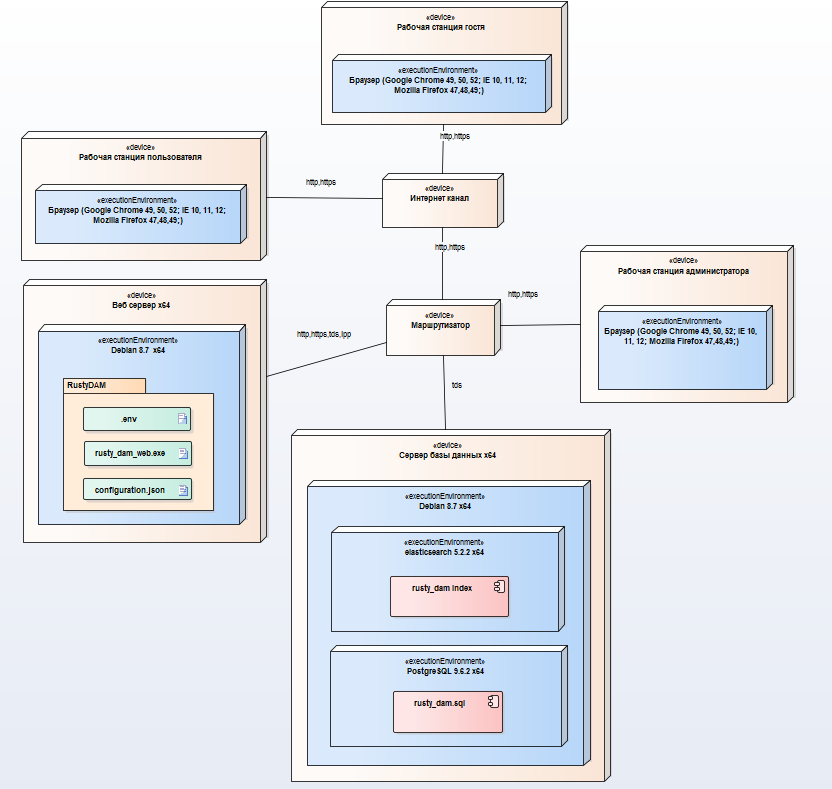 «device»
Рабочая станция гостя
«executionEnvironment»
Браузер (Google Chrome 49, 50, 52; IE 10, 11, 12;
Mozilla Firefox 47,48,49;)
http,https
«device»
Рабочая станция пользователя
«executionEnvironment»
Браузер (Google Chrome 49, 50, 52; IE 10, 11, 12;
Mozilla Firefox 47,48,49;)
http,https
«device»
Интернет канал
http,https
«device»
Рабочая станция администратора
«executionEnvironment»
Браузер (Google Chrome 49, 50, 52; IE 10,
11, 12; Mozilla Firefox 47,48,49;)
http,https
«device»
Маршрутизатор
«device»
Веб сервер x64
«executionEnvironment»
Debian 8.7 x64
RustyDAM
.env
rusty_dam_web.exe
configuration.json
http,https,tds,ipp
tds
«device»
Сервер базы данных x64
«executionEnvironment»
Debian 8.7 x64
«executionEnvironment»
elasticsearch 5.2.2 x64
rusty_dam index
«executionEnvironment»
PostgreSQL 9.6.2 x64
rusty_dam.sql